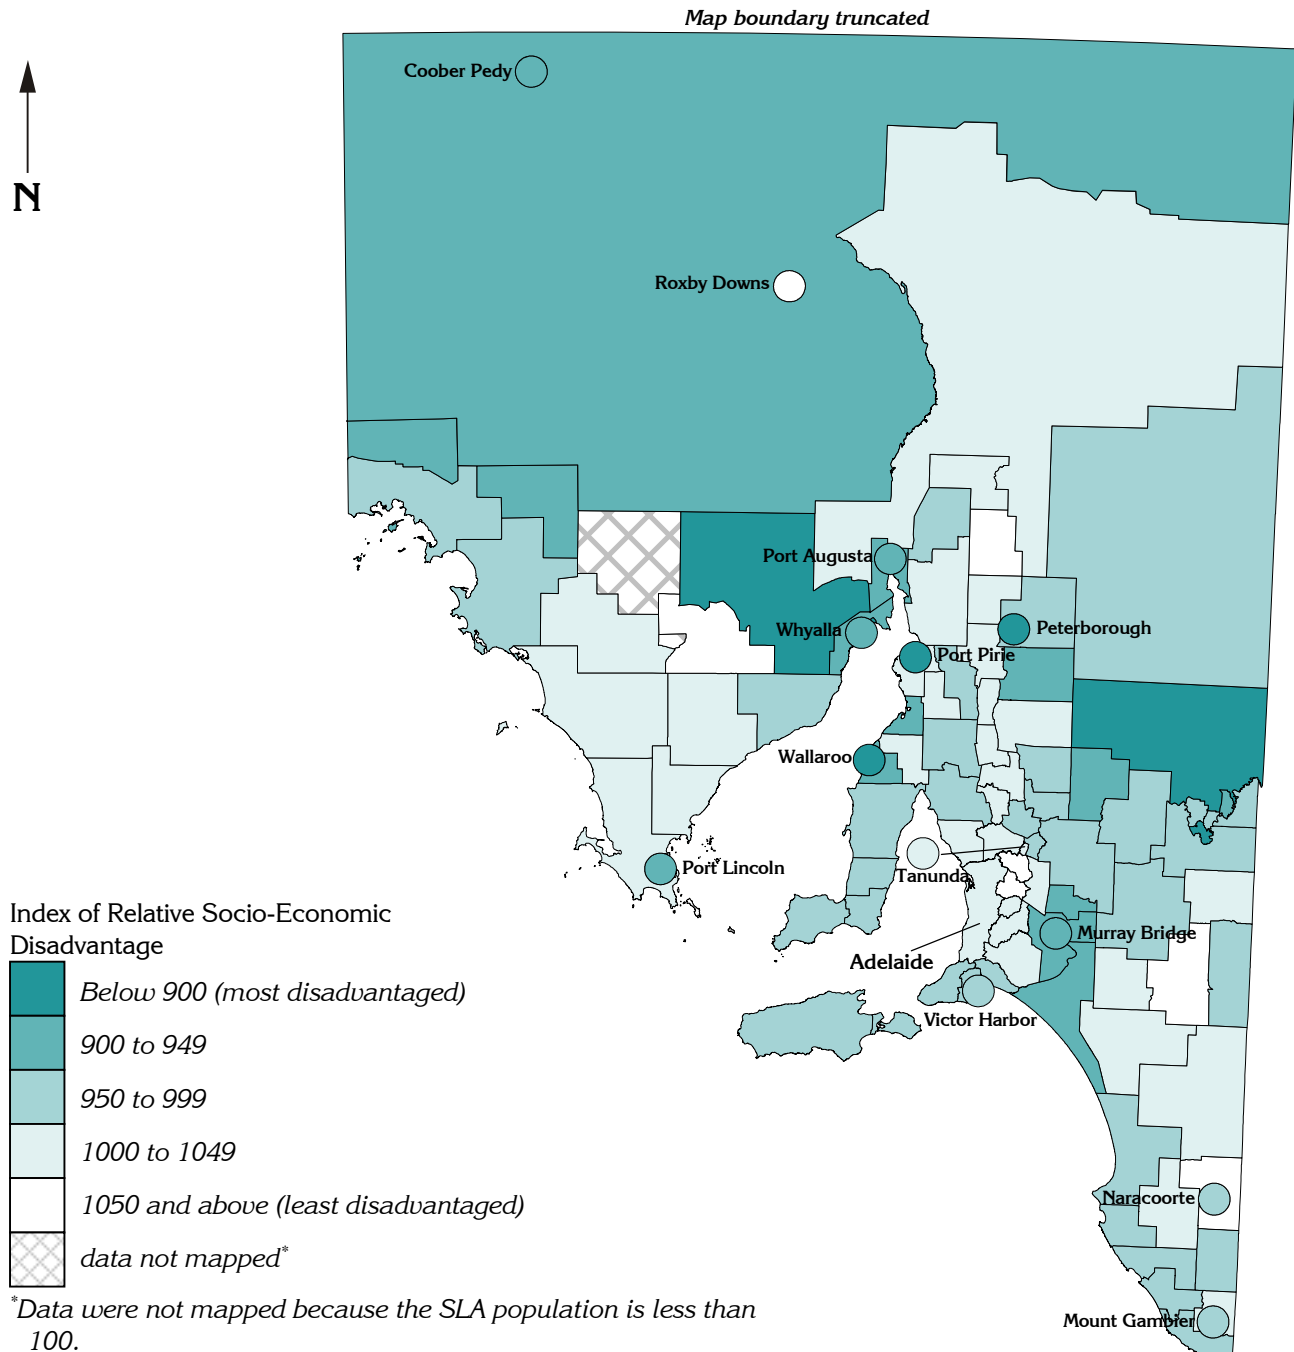 Map boundary truncated
Coober Pedy
N
Roxby Downs
Port Augusta
Whyalla
Peterborough
Port Pirie
Wallaroo
Port Lincoln
Tanunda
Murray Bridge
Adelaide
Victor Harbor
Naracoorte
Mount Gambier
Index of Relative Socio-Economic
Disadvantage
Below 900 (most disadvantaged)
900 to 949
950 to 999
1000 to 1049
1050 and above (least disadvantaged)
data not mapped*
*Data were not mapped because the SLA population is less than
100.